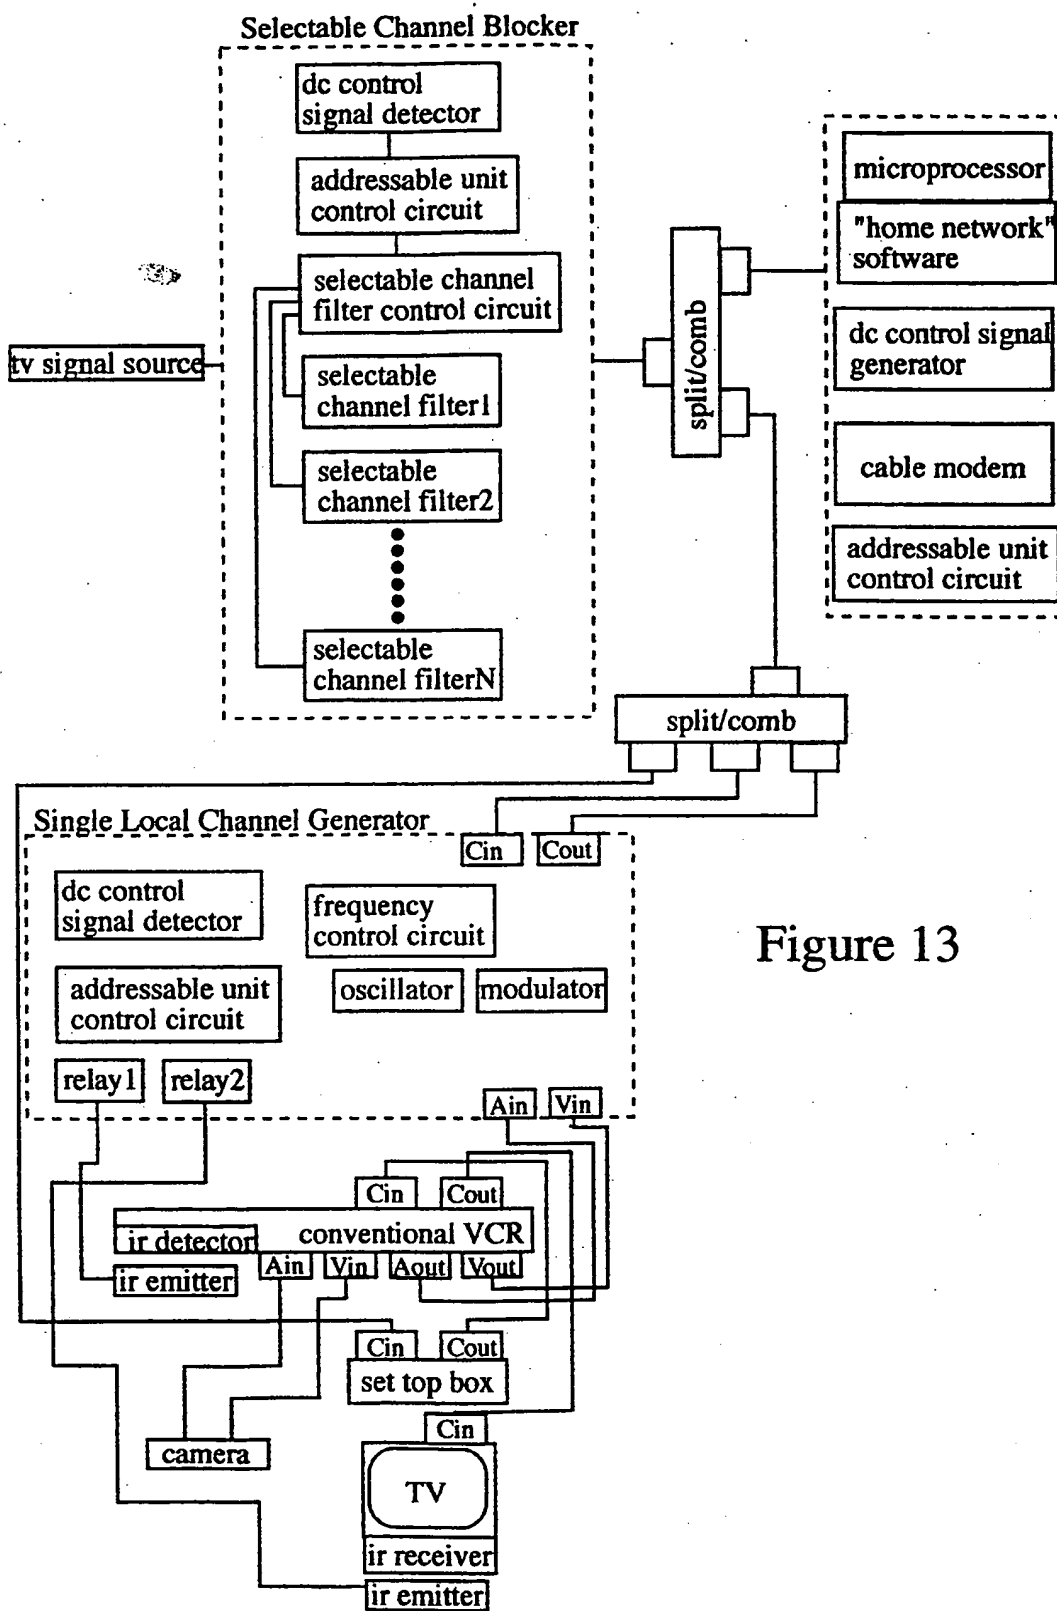 Selectable Channel Blocker
dc control
signal detector
addressable unit
control circuit
selectable channel
filter control circuit
tv signal source
selectable
channel filter1
selectable
channel filter2
selectable
channel filterN
split/comb
microprocessor
"home network"
software
dc control signal
generator
cable modem
addressable unit
control circuit
split/comb
Single Local Channel Generator
Cin
Cout
dc control
signal detector
frequency
control circuit
addressable unit
control circuit
oscillator
modulator
relay1
relay2
Ain
Vin
Figure 13
Cin
Cout
conventional VCR
ir detector
Ain
Vin
Aout
Vout
ir emitter
Cin
Cout
set top box
Cin
camera
TV
ir receiver
ir emitter